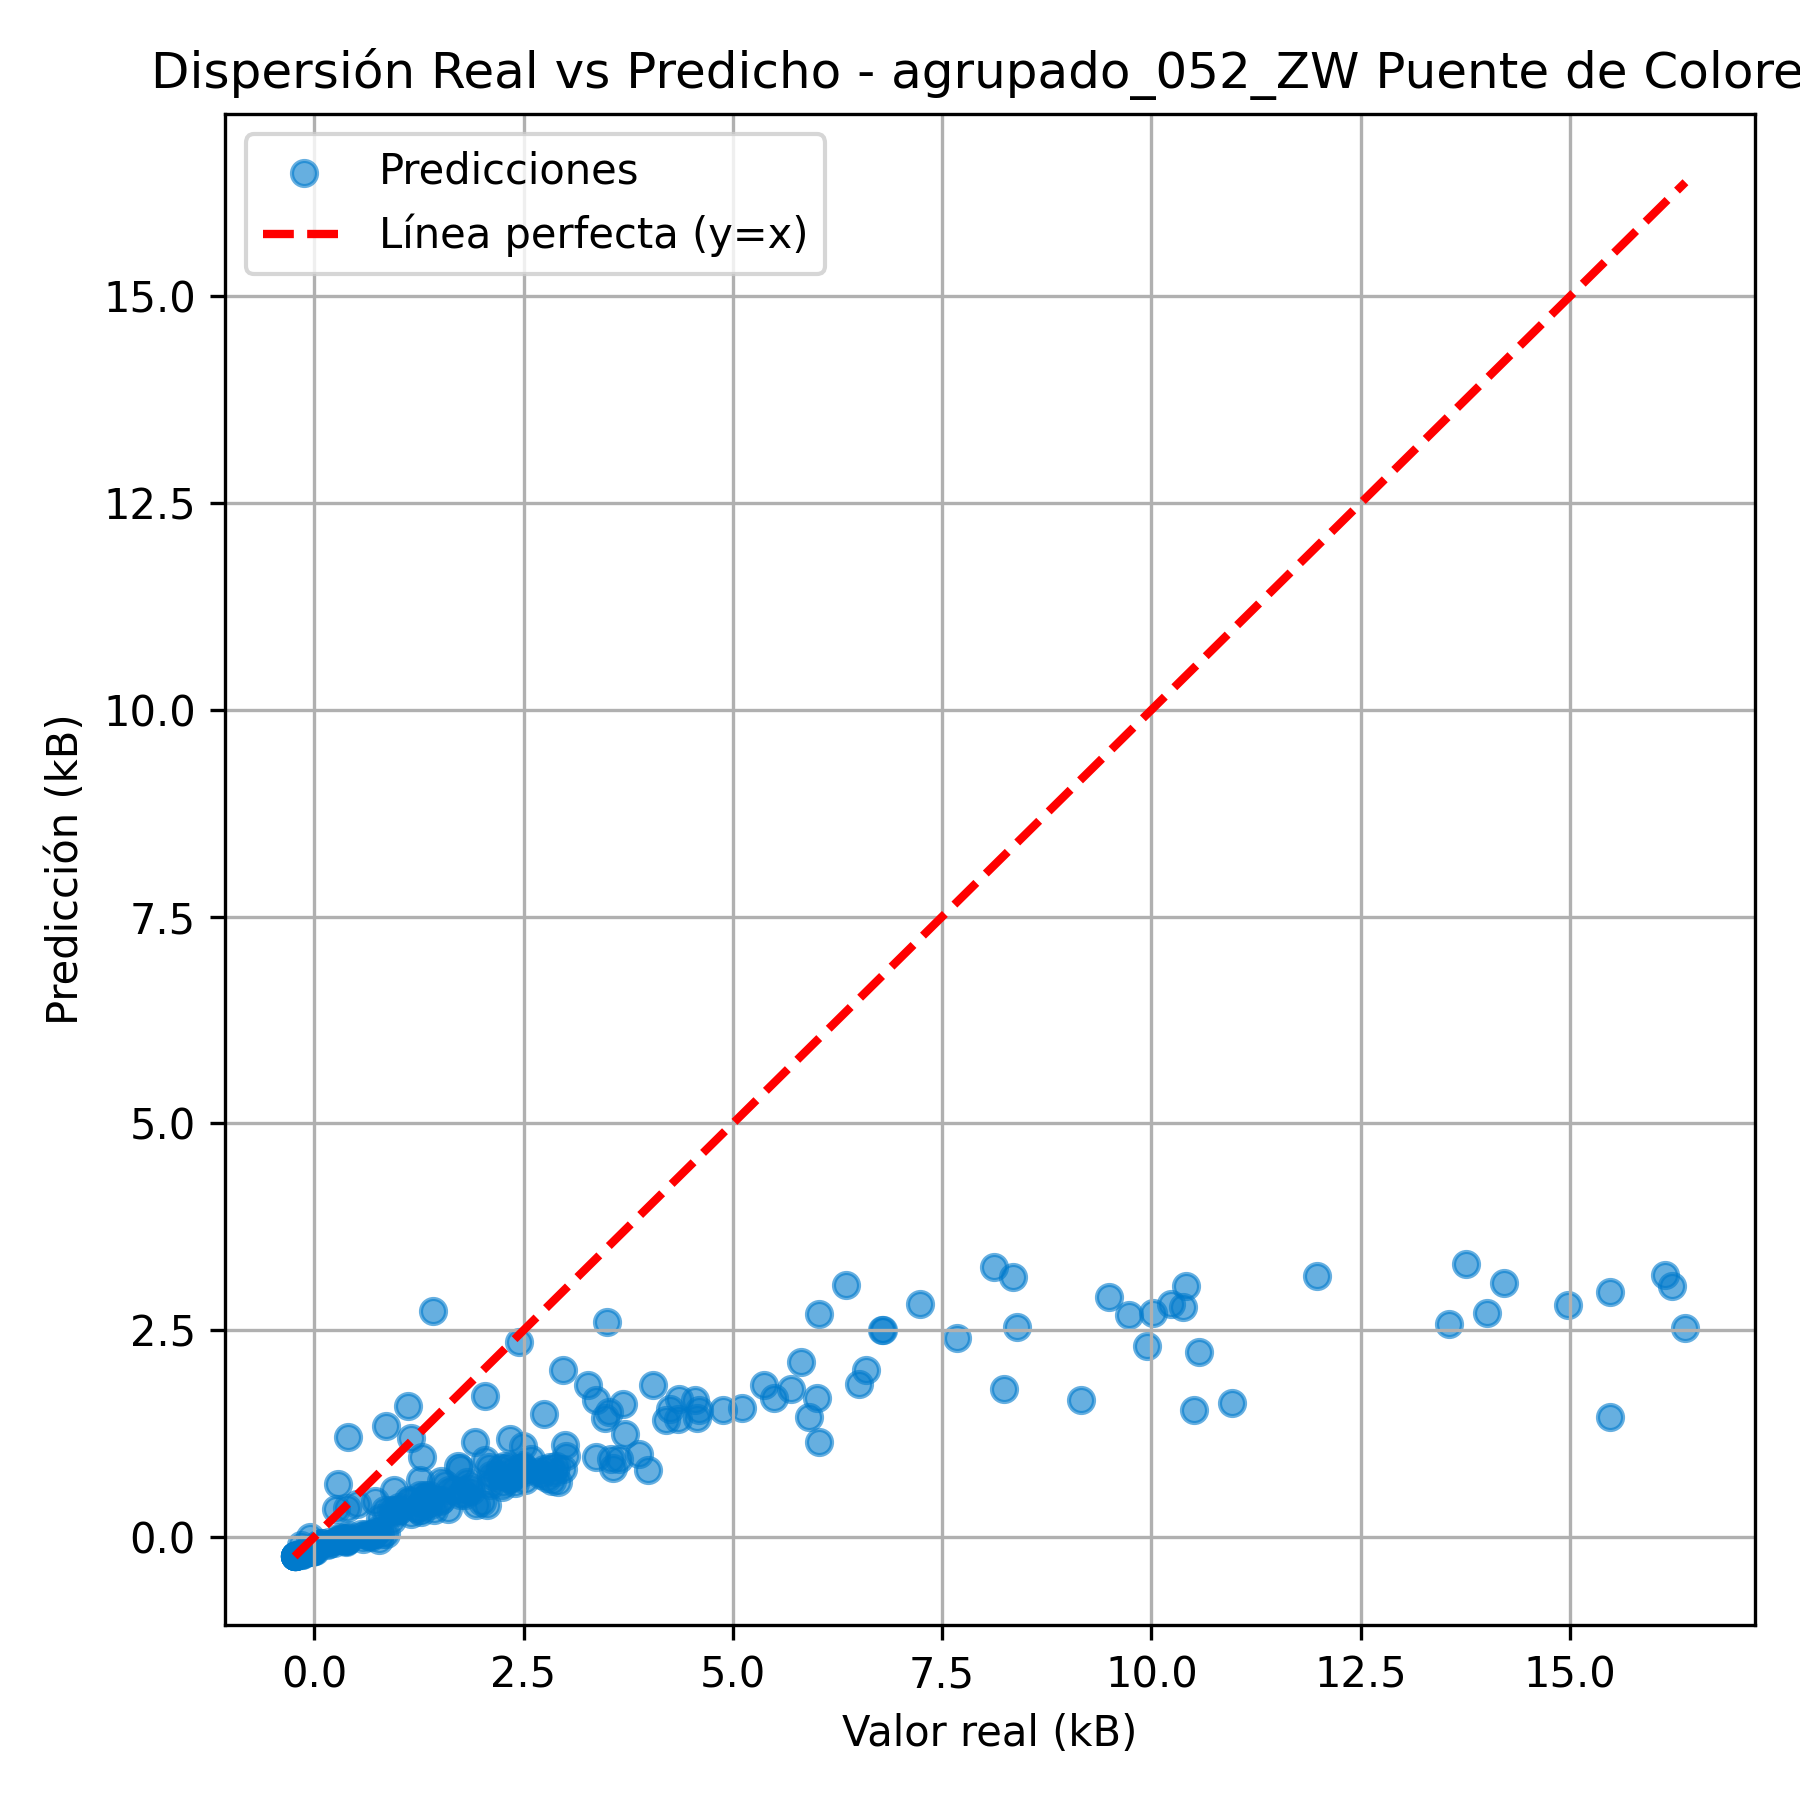 Dispersión Real vs Predicho - agrupado_052_ZW Puente de Colore
Predicciones
Línea perfecta (y=x)
Predicción (kB)
15.0
12.5
10.0
7.5
5.0
2.5
0.0
0.0 2.5 5.0 7.5 10.0 12.5 15.0
Valor real (kB)